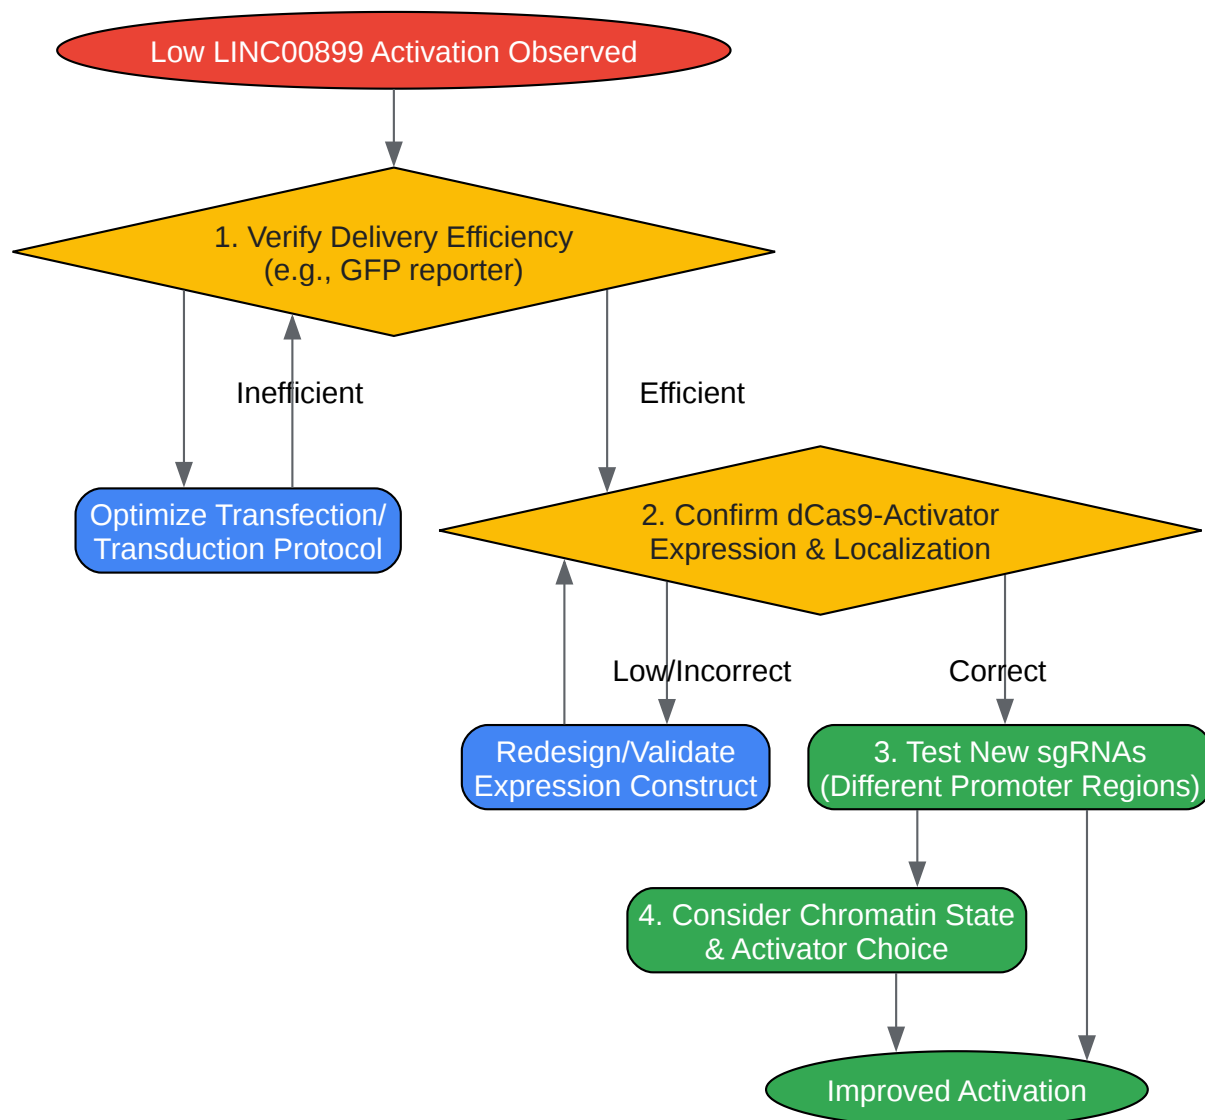 Low LINC00899 Activation Observed
1. Verify Delivery Efficiency
(e.g., GFP reporter)
Inefficient
Efficient
Optimize Transfection/
Transduction Protocol
2. Confirm dCas9-Activator
Expression & Localization
Low/Incorrect
Correct
Redesign/Validate
Expression Construct
3. Test New sgRNAs
(Different Promoter Regions)
4. Consider Chromatin State
& Activator Choice
Improved Activation